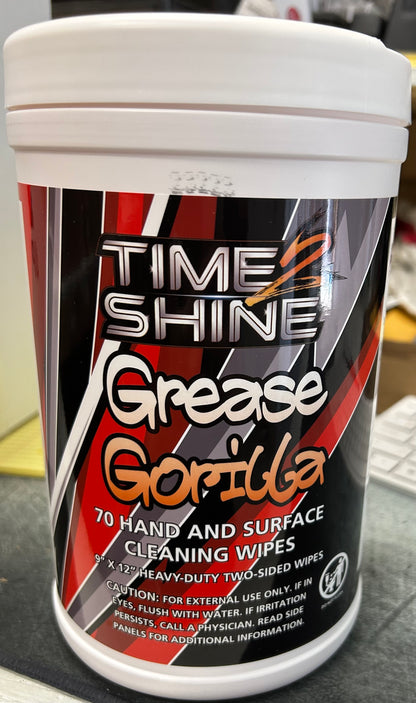 TIME 2
SHINE
Grease
Gorilla
70 HAND AND SURFACE
CLEANING WIPES
9" X 12" HEAVY-DUTY TWO-SIDED WIPES
CAUTION: FOR EXTERNAL USE ONLY. IF IN
EYES, FLUSH WITH WATER. IF IRRITATION
PERSISTS, CALL A PHYSICIAN. READ SIDE
PANELS FOR ADDITIONAL INFORMATION.